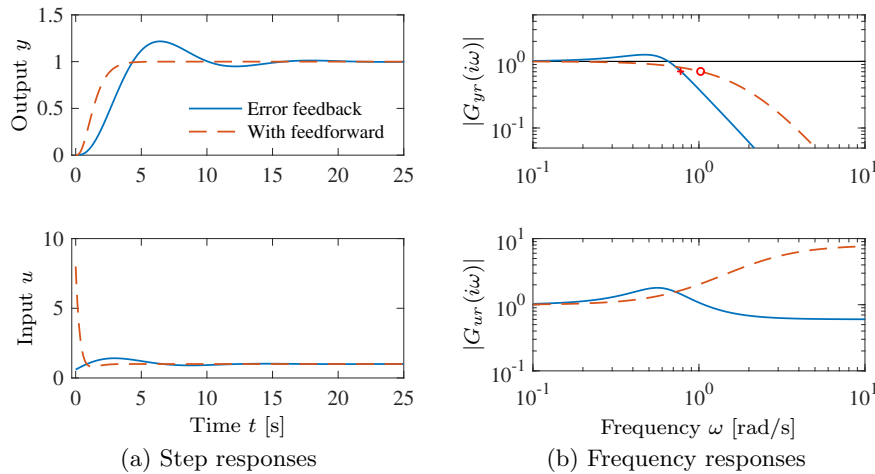 1.5
1
0.5
0
Output y
Error feedback
With feedforward
0 5 10 15 20 25
10
5
0
Input u
0 5 10 15 20 25
Time t [s]
(a) Step responses
10^0
10^-1
|G_yr(iω)|
10^-1 10^0 10^1
10^1
10^0
10^-1
|G_ur(iω)|
10^-1 10^0 10^1
Frequency ω [rad/s]
(b) Frequency responses